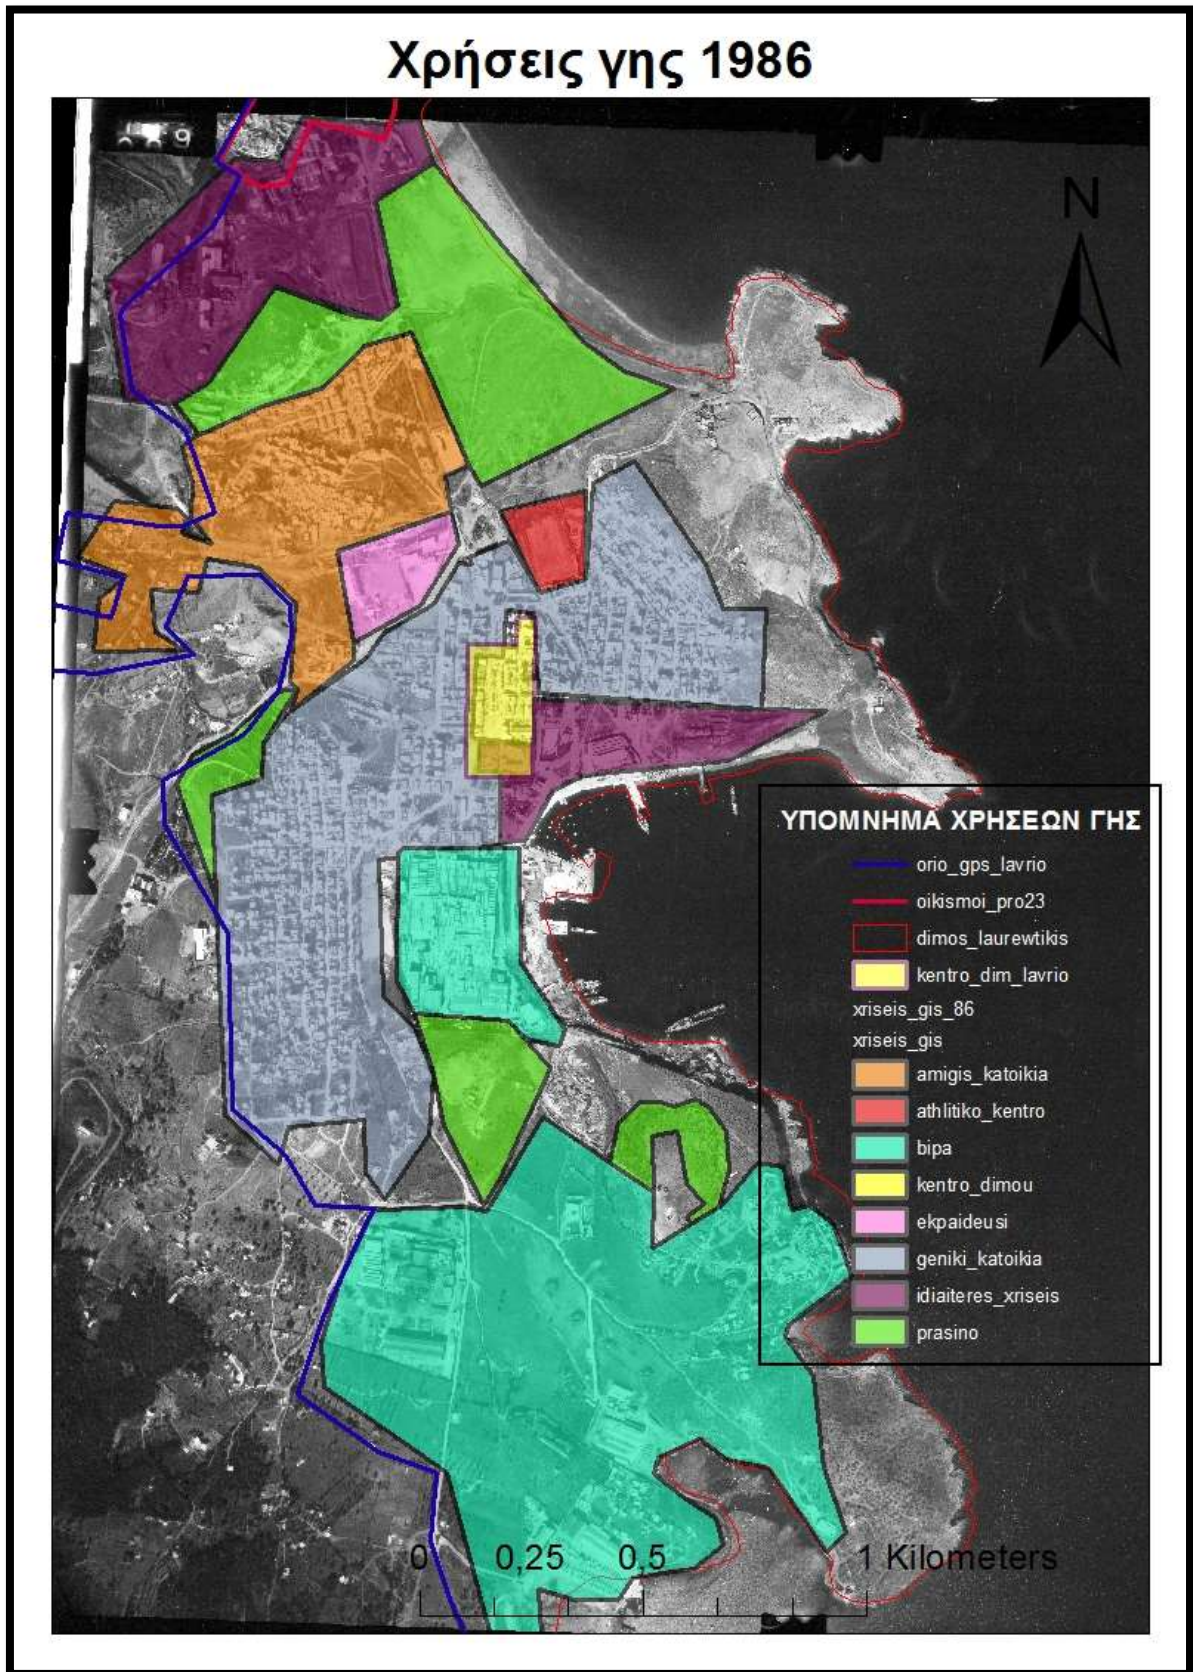 Χρήσεις γης 1986
9
N
ΥΠΟΜΝΗΜΑ ΧΡΗΣΕΩΝ ΓΗΣ
orio_gps_lavrio
oikismoi_pro23
dimos_laurewtikis
kentro_dim_lavrio
xriseis_gis_86
xriseis_gis
amigis_katoikia
athlitiko_kentro
bipa
kentro_dimou
ekpaideusi
geniki_katoikia
idiaiteres_xriseis
prasino
0 0,25 0,5 1 Kilometers